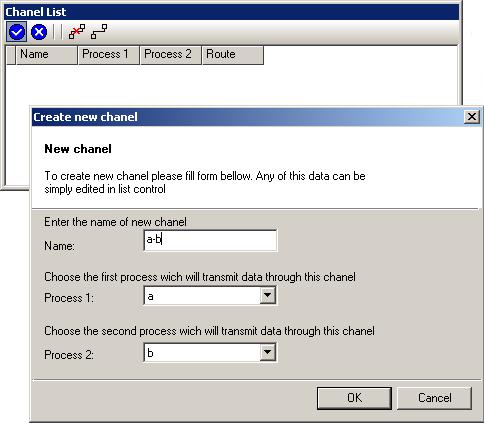 Chanel List
Name Process 1 Process 2 Route
Create new chanel
New chanel
To create new chanel please fill form bellow. Any of this data can be
simply edited in list control
Enter the name of new chanel
Name: a-b
Choose the first process wich will transmit data through this chanel
Process 1: a
Choose the second process wich will transmit data through this chanel
Process 2: b
OK Cancel